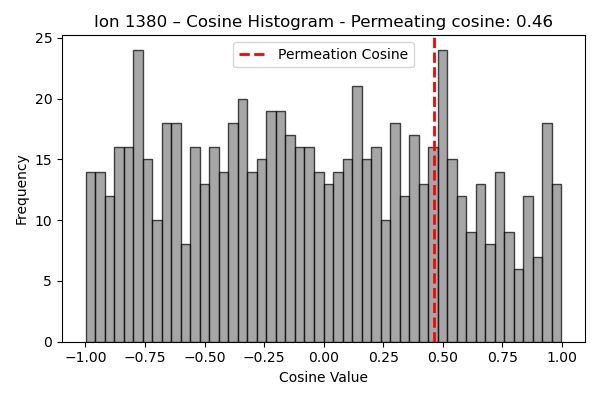 Ion 1380 – Cosine Histogram - Permeating cosine: 0.46
Permeation Cosine
Frequency
25
20
15
10
5
0
−1.00 −0.75 −0.50 −0.25 0.00 0.25 0.50 0.75 1.00
Cosine Value